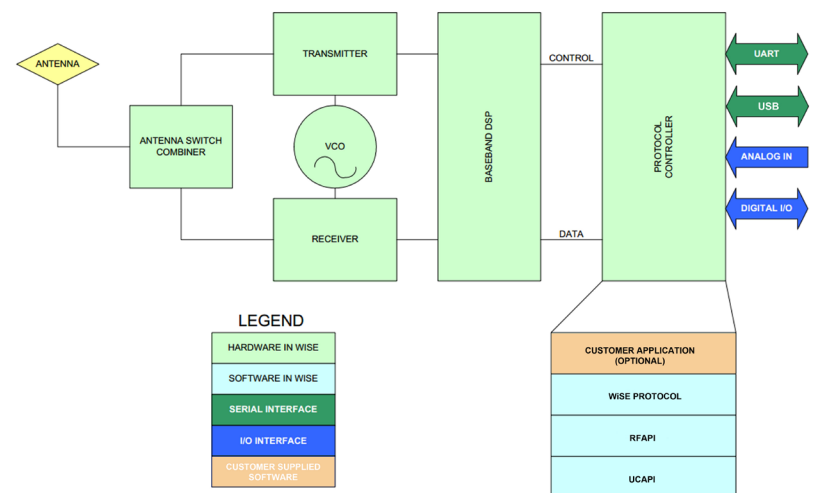 TRANSMITTER
ANTENNA
CONTROL
UART
USB
ANTENNA SWITCH
COMBINER
VCO
BASEBAND DSP
PROTOCOL
CONTROLLER
ANALOG IN
DIGITAL I/O
RECEIVER
DATA
LEGEND
HARDWARE IN WISE
SOFTWARE IN WISE
SERIAL INTERFACE
I/O INTERFACE
CUSTOMER SUPPLIED
SOFTWARE
CUSTOMER APPLICATION
(OPTIONAL)
WiSE PROTOCOL
RFAPI
UCAPI